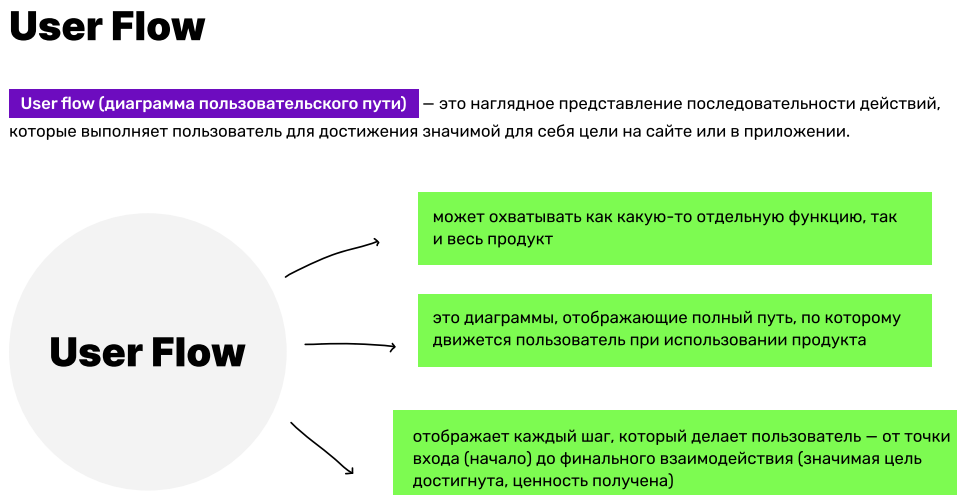 User Flow
User flow (диаграмма пользовательского пути) — это наглядное представление последовательности действий,
которые выполняет пользователь для достижения значимой для себя цели на сайте или в приложении.
может охватывать как какую-то отдельную функцию, так
и весь продукт
это диаграммы, отображающие полный путь, по которому
движется пользователь при использовании продукта
User Flow
отображает каждый шаг, который делает пользователь — от точки
входа (начало) до финального взаимодействия (значимая цель
достигнута, ценность получена)